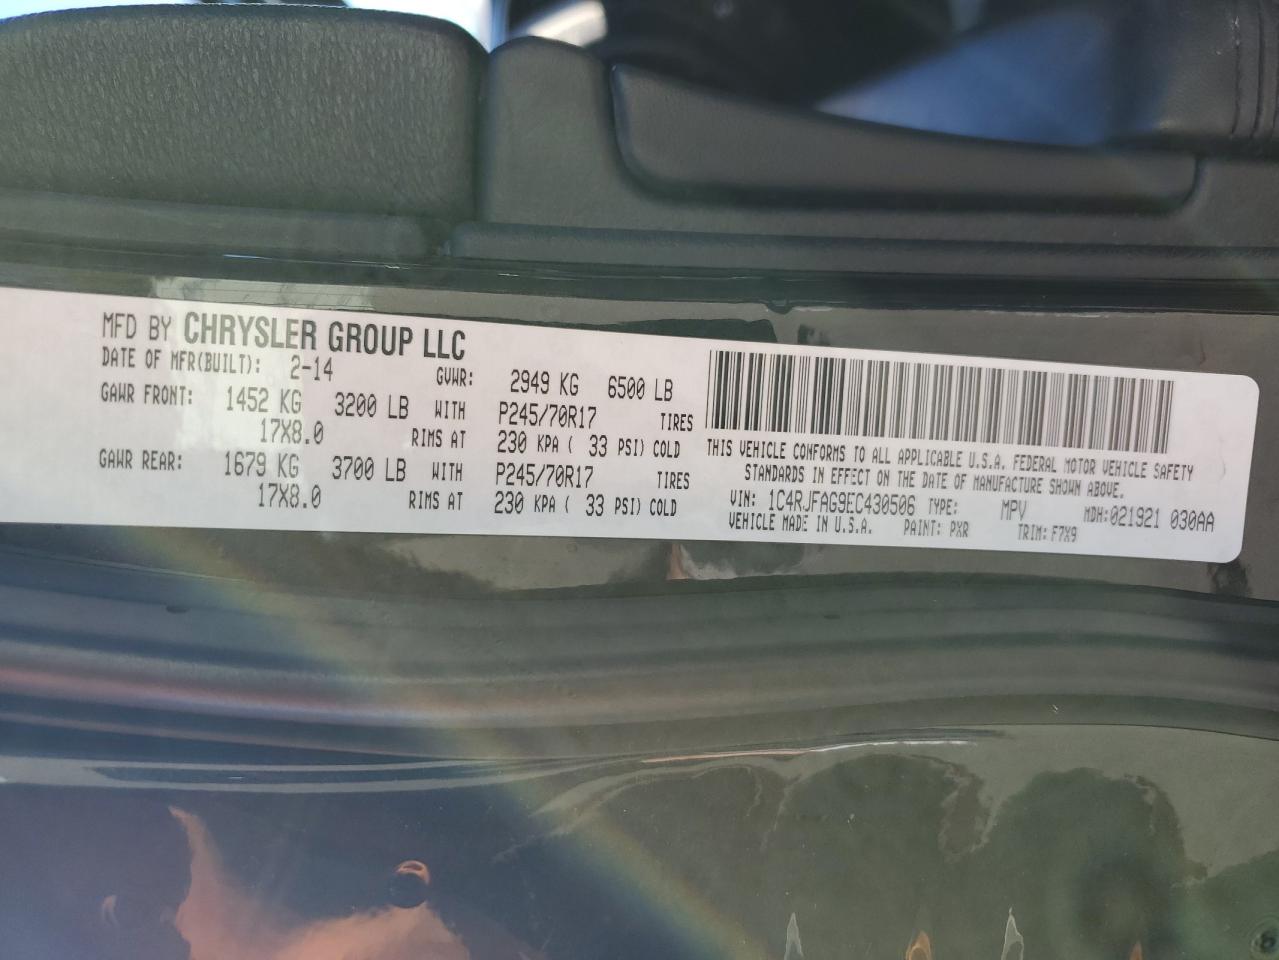 MFD BY CHRYSLER GROUP LLC
DATE OF MFR(BUILT): 2-14 GVWR: 2949 KG 6500 LB
GAWR FRONT: 1452 KG 3200 LB WITH P245/70R17 TIRES
17X8.0 RIMS AT 230 KPA ( 33 PSI) COLD
GAWR REAR: 1679 KG 3700 LB WITH P245/70R17 TIRES
17X8.0 RIMS AT 230 KPA ( 33 PSI) COLD
THIS VEHICLE CONFORMS TO ALL APPLICABLE U.S.A. FEDERAL MOTOR VEHICLE SAFETY
STANDARDS IN EFFECT ON THE DATE OF MANUFACTURE SHOWN ABOVE.
VIN: 1C4RJFAG9EC430506 TYPE: MPV MDH:021921 030AA
VEHICLE MADE IN U.S.A. PAINT: PXR TRIM: F7X9